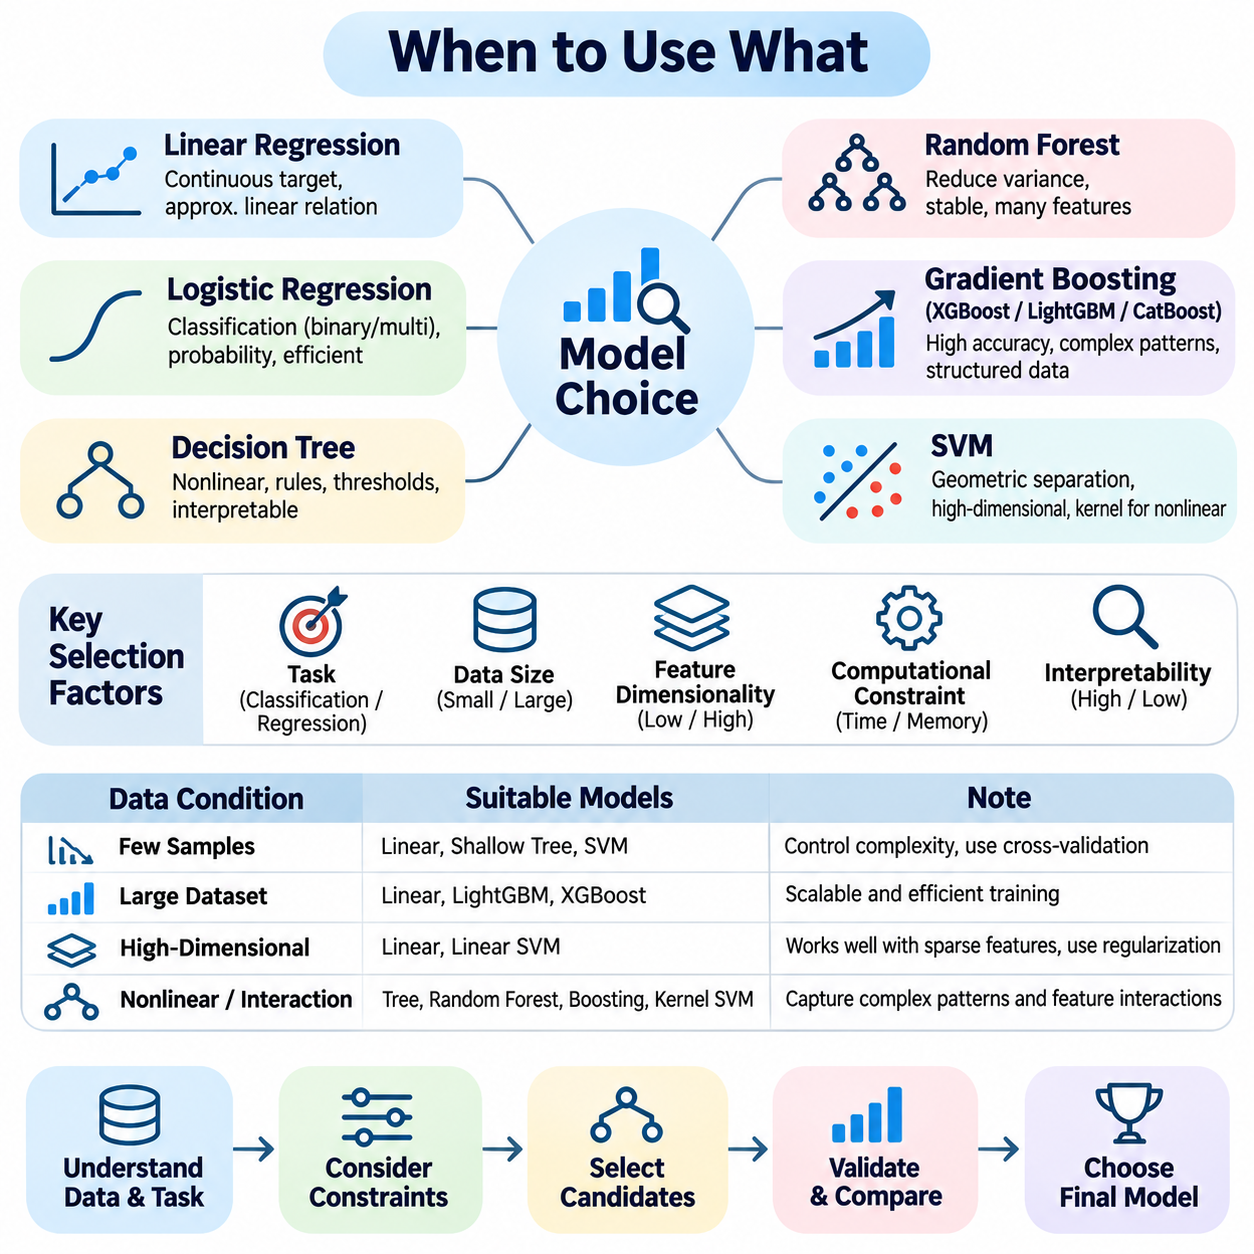 When to Use What
Linear Regression
Continuous target,
approx. linear relation
Logistic Regression
Classification (binary/multi),
probability, efficient
Decision Tree
Nonlinear, rules, thresholds,
interpretable
Model
Choice
Random Forest
Reduce variance,
stable, many features
Gradient Boosting
(XGBoost / LightGBM / CatBoost)
High accuracy, complex patterns,
structured data
SVM
Geometric separation,
high-dimensional, kernel for nonlinear
Key
Selection
Factors
Task
(Classification /
Regression)
Data Size
(Small / Large)
Feature
Dimensionality
(Low / High)
Computational
Constraint
(Time / Memory)
Interpretability
(High / Low)
Data Condition
Suitable Models
Note
Few Samples
Linear, Shallow Tree, SVM
Control complexity, use cross-validation
Large Dataset
Linear, LightGBM, XGBoost
Scalable and efficient training
High-Dimensional
Linear, Linear SVM
Works well with sparse features, use regularization
Nonlinear / Interaction
Tree, Random Forest, Boosting, Kernel SVM
Capture complex patterns and feature interactions
Understand
Data & Task
Consider
Constraints
Select
Candidates
Validate
& Compare
Choose
Final Model